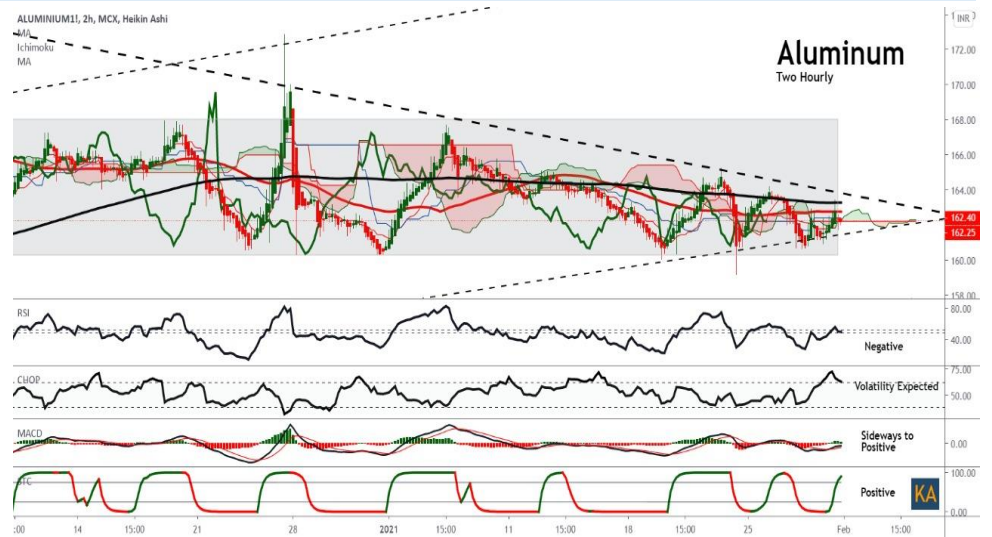 ALUMINIUM1!, 2h, MCX, Heikin Ashi
MA
Ichimoku
MA
Aluminum
Two Hourly
INR
172.00
170.00
168.00
166.00
164.00
162.40
162.25
160.00
158.00
RSI
80.00
40.00
Negative
CHOP
75.00
50.00
Volatility Expected
MACD
0.00
Sideways to
Positive
STC
100.00
0.00
Positive
KA
:00 14 15:00 21 28 2021 15:00 11 15:00 18 15:00 25 Feb 15:00